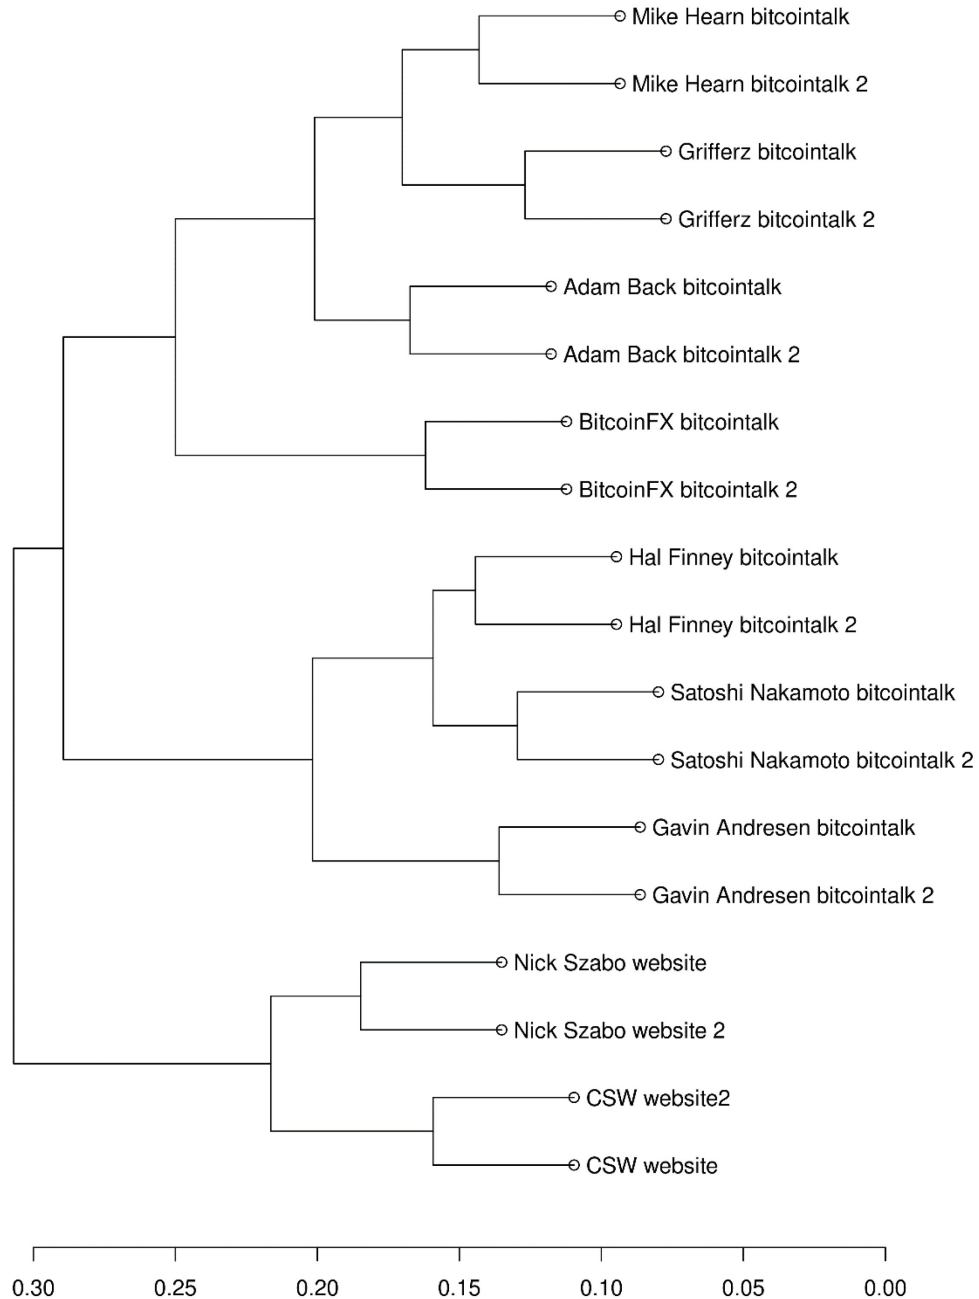 Mike Hearn bitcointalk
Mike Hearn bitcointalk 2
Grifferz bitcointalk
Grifferz bitcointalk 2
Adam Back bitcointalk
Adam Back bitcointalk 2
BitcoinFX bitcointalk
BitcoinFX bitcointalk 2
Hal Finney bitcointalk
Hal Finney bitcointalk 2
Satoshi Nakamoto bitcointalk
Satoshi Nakamoto bitcointalk 2
Gavin Andresen bitcointalk
Gavin Andresen bitcointalk 2
Nick Szabo website
Nick Szabo website 2
CSW website2
CSW website
0.30 0.25 0.20 0.15 0.10 0.05 0.00